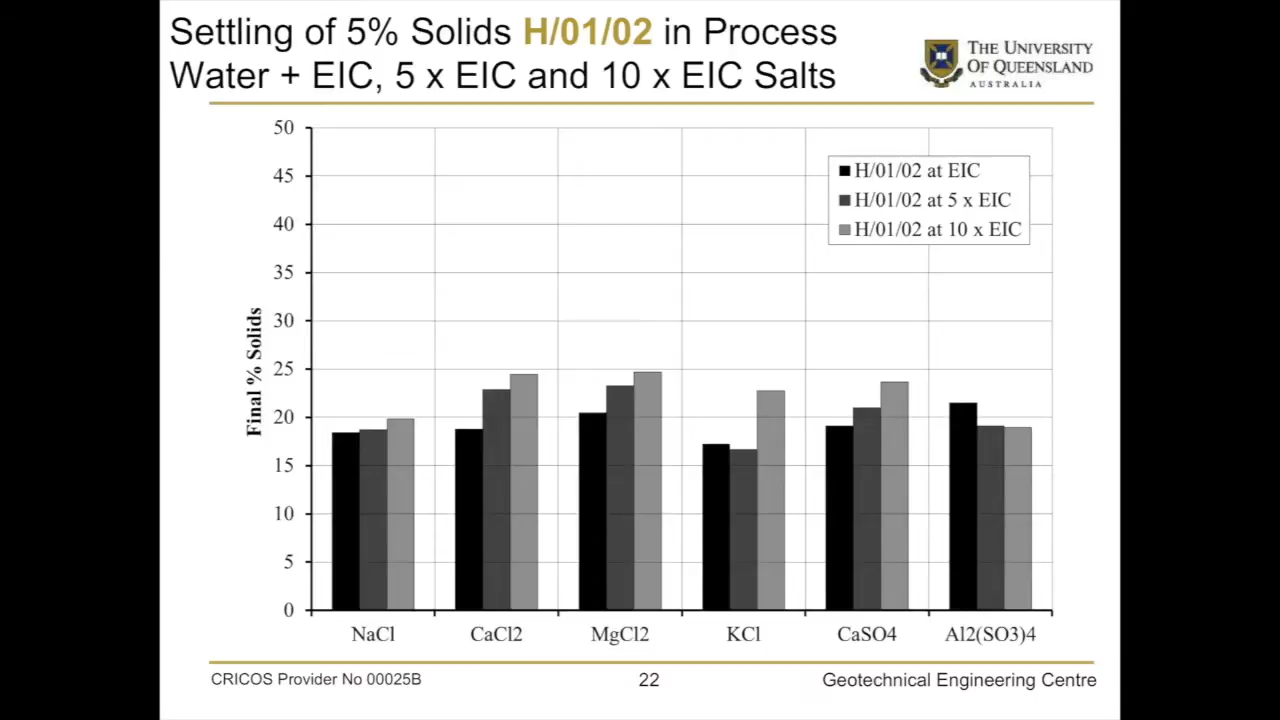 Settling of 5% Solids H/01/02 in Process
Water + EIC, 5 x EIC and 10 x EIC Salts
THE UNIVERSITY
OF QUEENSLAND
AUSTRALIA
50
45
40
35
30
25
20
15
10
5
0
Final % Solids
H/01/02 at EIC
H/01/02 at 5 x EIC
H/01/02 at 10 x EIC
NaCl
CaCl2
MgCl2
KCl
CaSO4
Al2(SO3)4
CRICOS Provider No 00025B
22
Geotechnical Engineering Centre